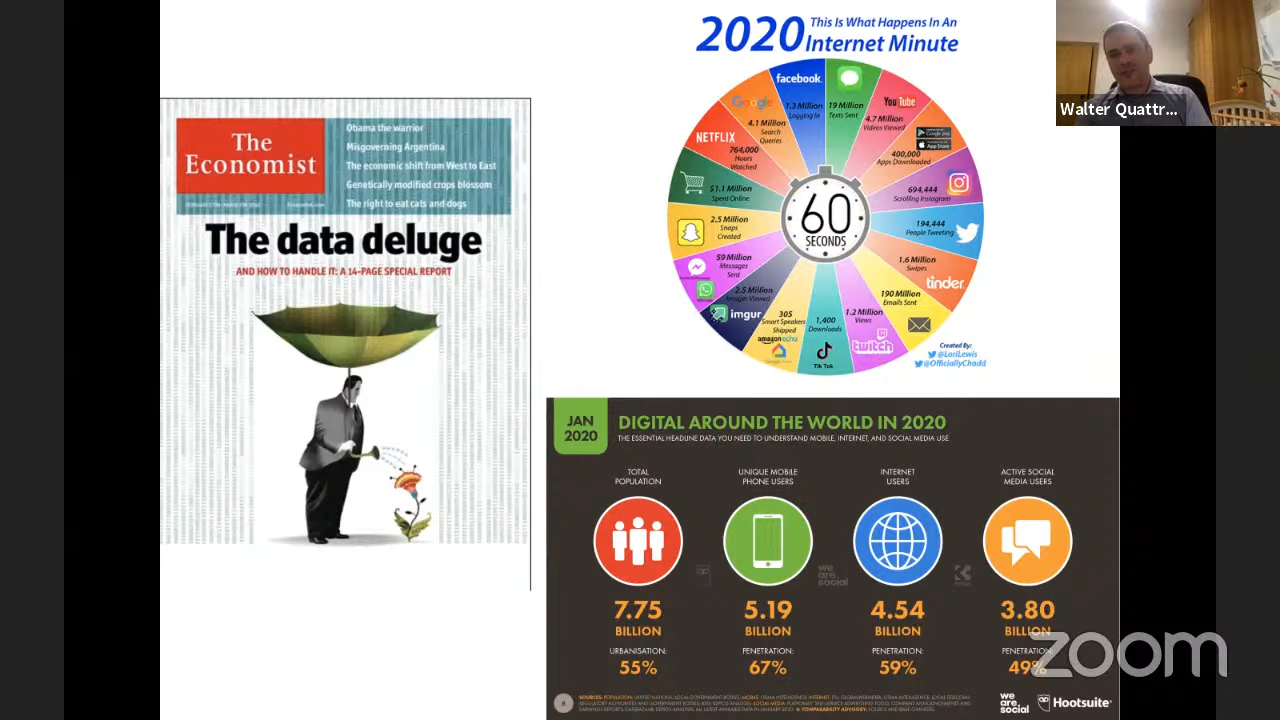 The
Economist
Obama the warrior
Misgoverning Argentina
The economic shift from West to East
Genetically modified crops blossom
The right to eat cats and dogs
The data deluge
AND HOW TO HANDLE IT: A 14-PAGE SPECIAL REPORT
2020 This Is What Happens In An
Internet Minute
facebook
1.3 Million
Logging In
19 Million
Texts Sent
YouTube
4.7 Million
Videos Viewed
Google play
App Store
400,000
Apps Downloaded
694,444
Scrolling Instagram
194,444
People Tweeting
1.6 Million
Swipes
tinder
190 Million
Emails Sent
1.2 Million
Views
twitch
1,400
Downloads
Tik Tok
305
Smart Speakers
Shipped
amazon echo
2.5 Million
Images Viewed
imgur
59 Million
Messages
Sent
2.5 Million
Snaps
Created
$1.1 Million
Spent Online
NETFLIX
764,000
Hours
Watched
Google
4.1 Million
Search
Queries
60
SECONDS
Created By:
@LoriLewis
@OfficiallyChadd
Walter Quattr...
JAN
2020
DIGITAL AROUND THE WORLD IN 2020
THE ESSENTIAL HEADLINE DATA YOU NEED TO UNDERSTAND MOBILE, INTERNET, AND SOCIAL MEDIA USE
TOTAL
POPULATION
UNIQUE MOBILE
PHONE USERS
INTERNET
USERS
ACTIVE SOCIAL
MEDIA USERS
we
are
social
7.75
BILLION
5.19
BILLION
4.54
BILLION
3.80
BILLION
URBANISATION:
55%
PENETRATION:
67%
PENETRATION:
59%
PENETRATION:
49%
we
are
social
Hootsuite
zoom